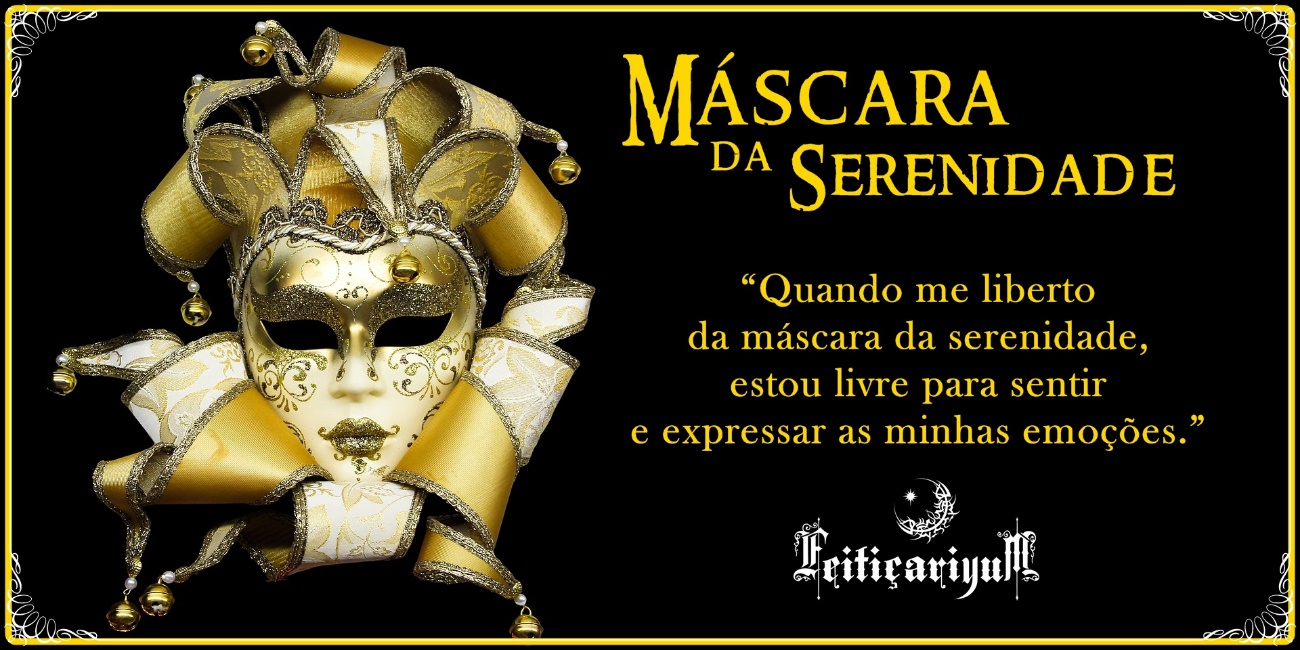 MÁSCARA
DA SERENIDADE
“Quando me liberto
da máscara da serenidade,
estou livre para sentir
e expressar as minhas emoções.”
FeitiçariyuM